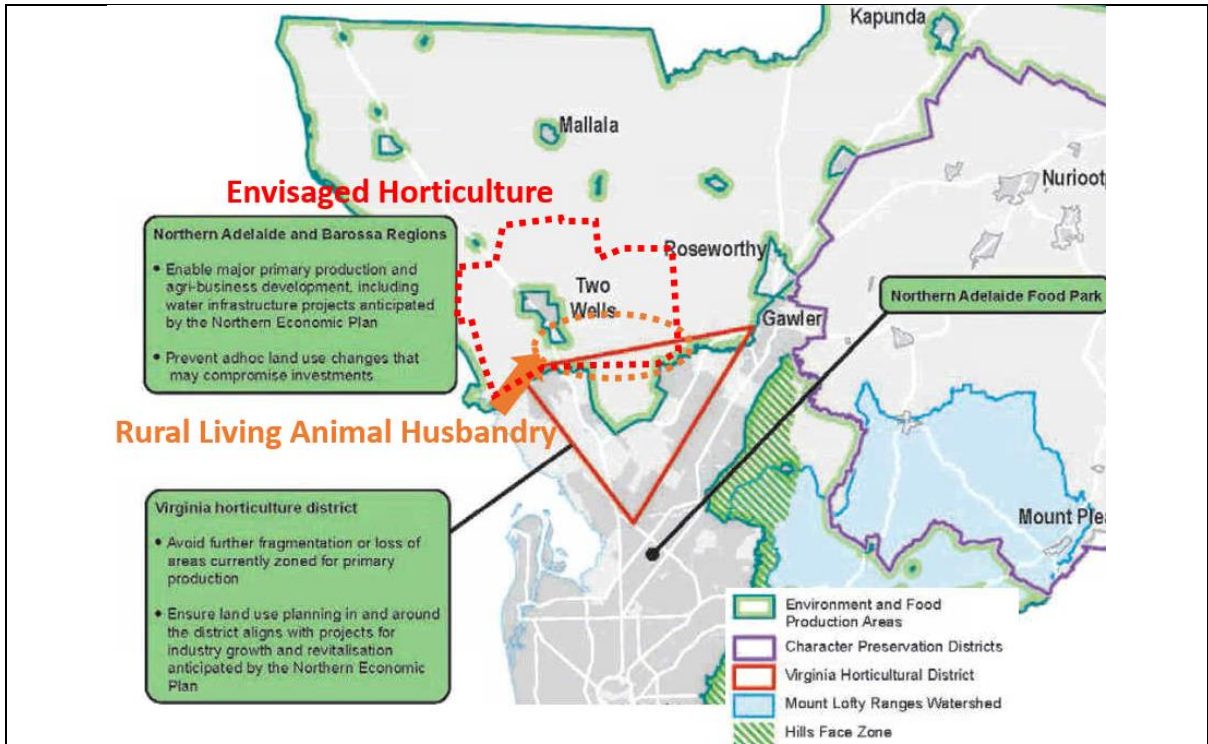 Kapunda
Mallala
Nurioot
Envisaged Horticulture
Northern Adelaide and Barossa Regions
• Enable major primary production and
agri-business development, including
water infrastructure projects anticipated
by the Northern Economic Plan
• Prevent adhoc land use changes that
may compromise investments
Roseworthy
Two
Wells
Gawler
Northern Adelaide Food Park
Rural Living Animal Husbandry
Virginia horticulture district
• Avoid further fragmentation or loss of
areas currently zoned for primary
production
• Ensure land use planning in and around
the district aligns with projects for
industry growth and revitalisation
anticipated by the Northern Economic
Plan
Mount Plea
Environment and Food
Production Areas
Character Preservation Districts
Virginia Horticultural District
Mount Lofty Ranges Watershed
Hills Face Zone